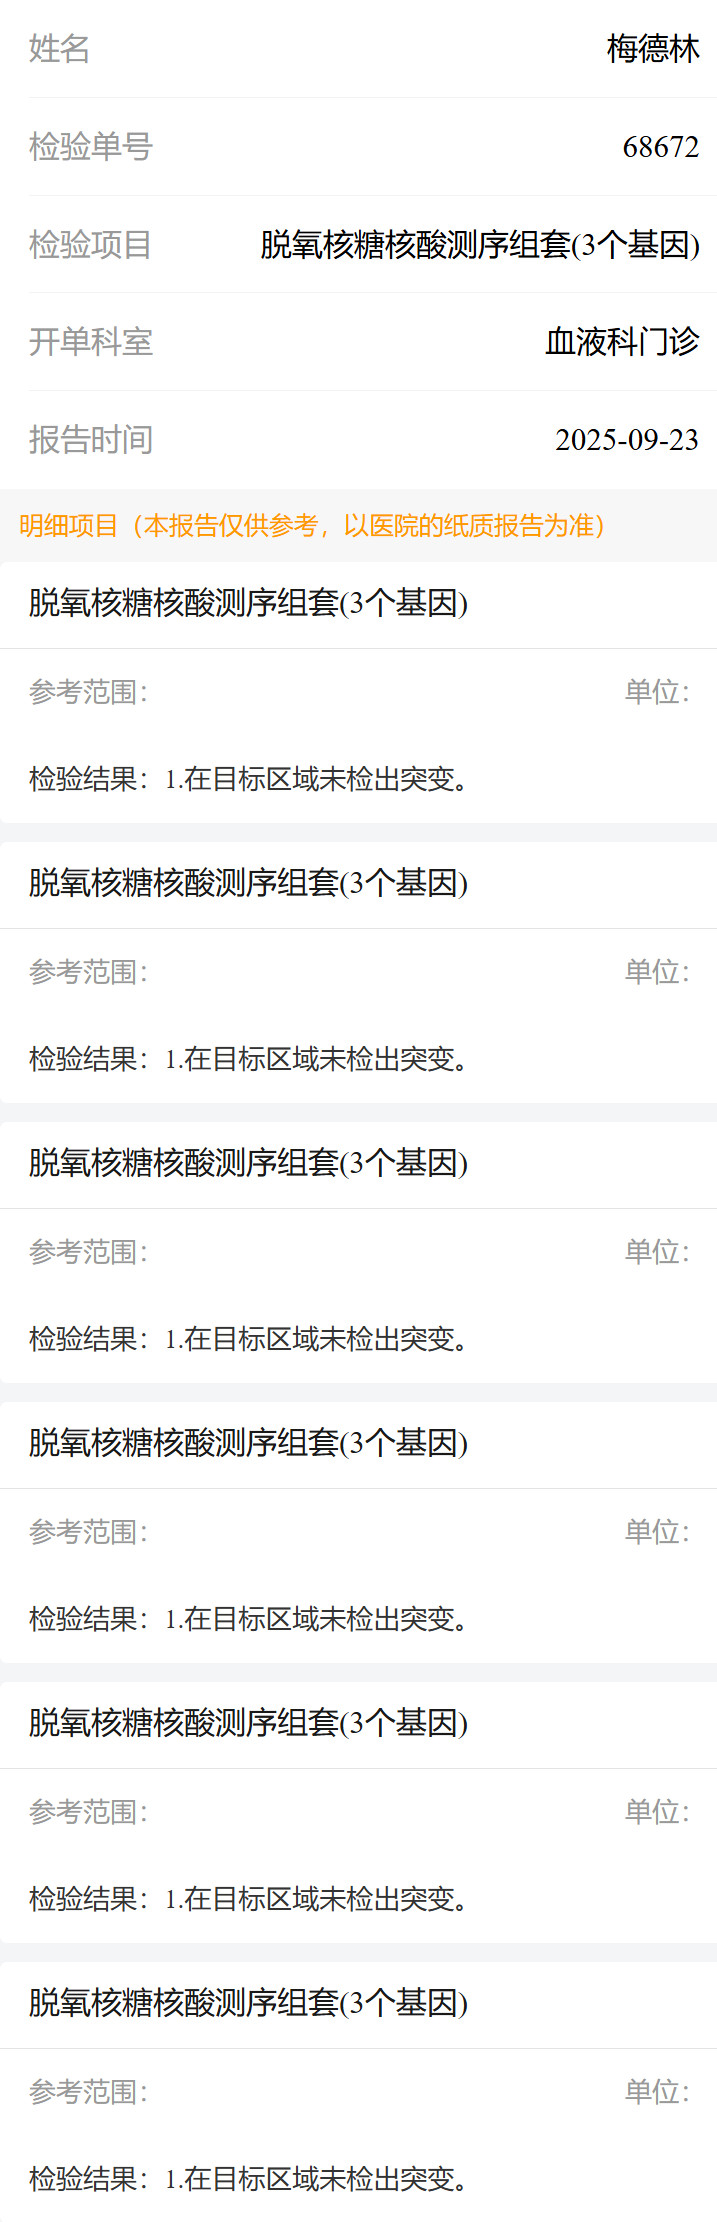 姓名 梅德林
检验单号 68672
检验项目 脱氧核糖核酸测序组套(3个基因)
开单科室 血液科门诊
报告时间 2025-09-23
明细项目（本报告仅供参考，以医院的纸质报告为准）
脱氧核糖核酸测序组套(3个基因)
参考范围： 单位：
检验结果：1.在目标区域未检出突变。
脱氧核糖核酸测序组套(3个基因)
参考范围： 单位：
检验结果：1.在目标区域未检出突变。
脱氧核糖核酸测序组套(3个基因)
参考范围： 单位：
检验结果：1.在目标区域未检出突变。
脱氧核糖核酸测序组套(3个基因)
参考范围： 单位：
检验结果：1.在目标区域未检出突变。
脱氧核糖核酸测序组套(3个基因)
参考范围： 单位：
检验结果：1.在目标区域未检出突变。
脱氧核糖核酸测序组套(3个基因)
参考范围： 单位：
检验结果：1.在目标区域未检出突变。